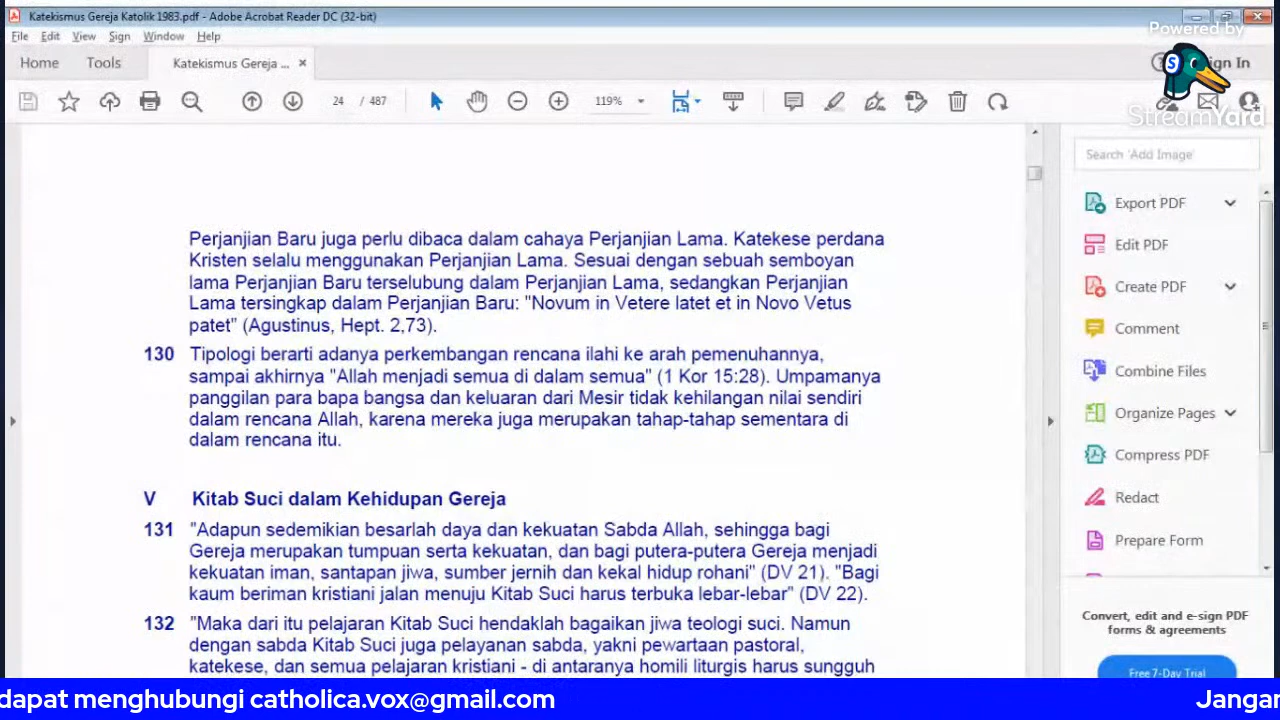 Katekismus Gereja Katolik 1983.pdf - Adobe Acrobat Reader DC (32-bit)
Powered by
File Edit View Sign Window Help
Home Tools Katekismus Gereja ... × Sign In
24 / 487 119%
StreamYard
Search 'Add Image'
Perjanjian Baru juga perlu dibaca dalam cahaya Perjanjian Lama. Katekese perdana
Kristen selalu menggunakan Perjanjian Lama. Sesuai dengan sebuah semboyan
lama Perjanjian Baru terselubung dalam Perjanjian Lama, sedangkan Perjanjian
Lama tersingkap dalam Perjanjian Baru: "Novum in Vetere latet et in Novo Vetus
patet" (Agustinus, Hept. 2,73).
130 Tipologi berarti adanya perkembangan rencana ilahi ke arah pemenuhannya,
sampai akhirnya "Allah menjadi semua di dalam semua" (1 Kor 15:28). Umpamanya
panggilan para bapa bangsa dan keluaran dari Mesir tidak kehilangan nilai sendiri
dalam rencana Allah, karena mereka juga merupakan tahap-tahap sementara di
dalam rencana itu.
V Kitab Suci dalam Kehidupan Gereja
131 "Adapun sedemikian besarlah daya dan kekuatan Sabda Allah, sehingga bagi
Gereja merupakan tumpuan serta kekuatan, dan bagi putera-putera Gereja menjadi
kekuatan iman, santapan jiwa, sumber jernih dan kekal hidup rohani" (DV 21). "Bagi
kaum beriman kristiani jalan menuju Kitab Suci harus terbuka lebar-lebar" (DV 22).
132 "Maka dari itu pelajaran Kitab Suci hendaklah bagaikan jiwa teologi suci. Namun
dengan sabda Kitab Suci juga pelayanan sabda, yakni pewartaan pastoral,
katekese, dan semua pelajaran kristiani - di antaranya homili liturgis harus sungguh
Export PDF
Edit PDF
Create PDF
Comment
Combine Files
Organize Pages
Compress PDF
Redact
Prepare Form
Convert, edit and e-sign PDF
forms & agreements
Free 7-Day Trial
dapat menghubungi catholica.vox@gmail.com Jangan